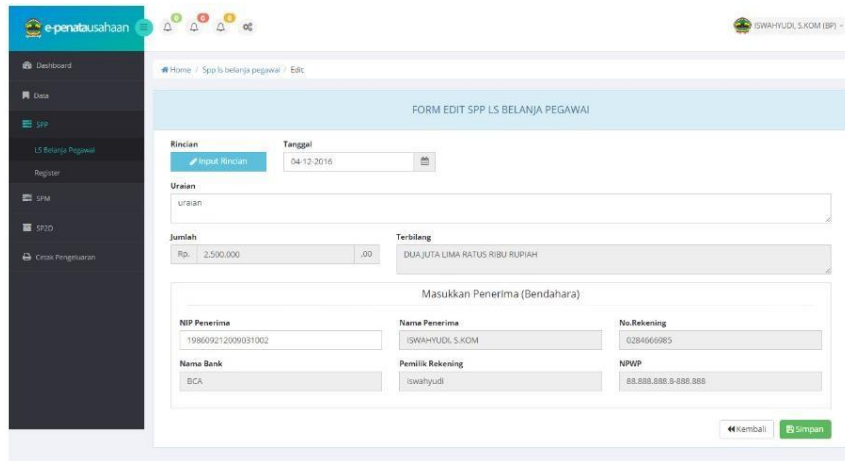 e-penatausahaan
0 0 0
ISWAHYUDI, S.KOM (BP)
Dashboard
Data
SPP
LS Belanja Pegawai
Register
SPM
SP2D
Cetak Pengeluaran
Home / Spp ls belanja pegawai / Edit
FORM EDIT SPP LS BELANJA PEGAWAI
Rincian Tanggal
Input Rincian 04-12-2016
Uraian
uraian
Jumlah Terbilang
Rp. 2.500.000 ,00 DUA JUTA LIMA RATUS RIBU RUPIAH
Masukkan Penerima (Bendahara)
NIP Penerima Nama Penerima No.Rekening
198609212009031002 ISWAHYUDI, S.KOM 0284666985
Nama Bank Pemilik Rekening NPWP
BCA iswahyudi 88.888.888.8-888.888
Kembali Simpan